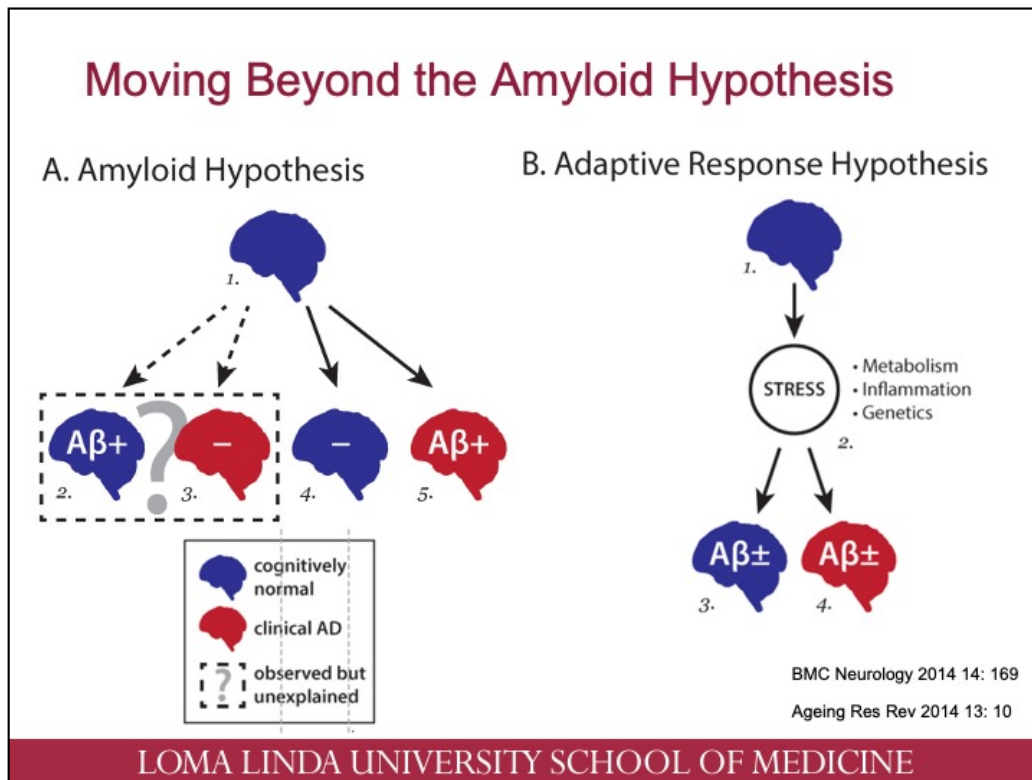 Moving Beyond the Amyloid Hypothesis
A. Amyloid Hypothesis
1.
Aβ+
?
–
–
Aβ+
2.
3.
4.
5.
cognitively
normal
clinical AD
?
observed but
unexplained
B. Adaptive Response Hypothesis
1.
STRESS
• Metabolism
• Inflammation
• Genetics
2.
Aβ±
Aβ±
3.
4.
BMC Neurology 2014 14: 169
Ageing Res Rev 2014 13: 10
LOMA LINDA UNIVERSITY SCHOOL OF MEDICINE